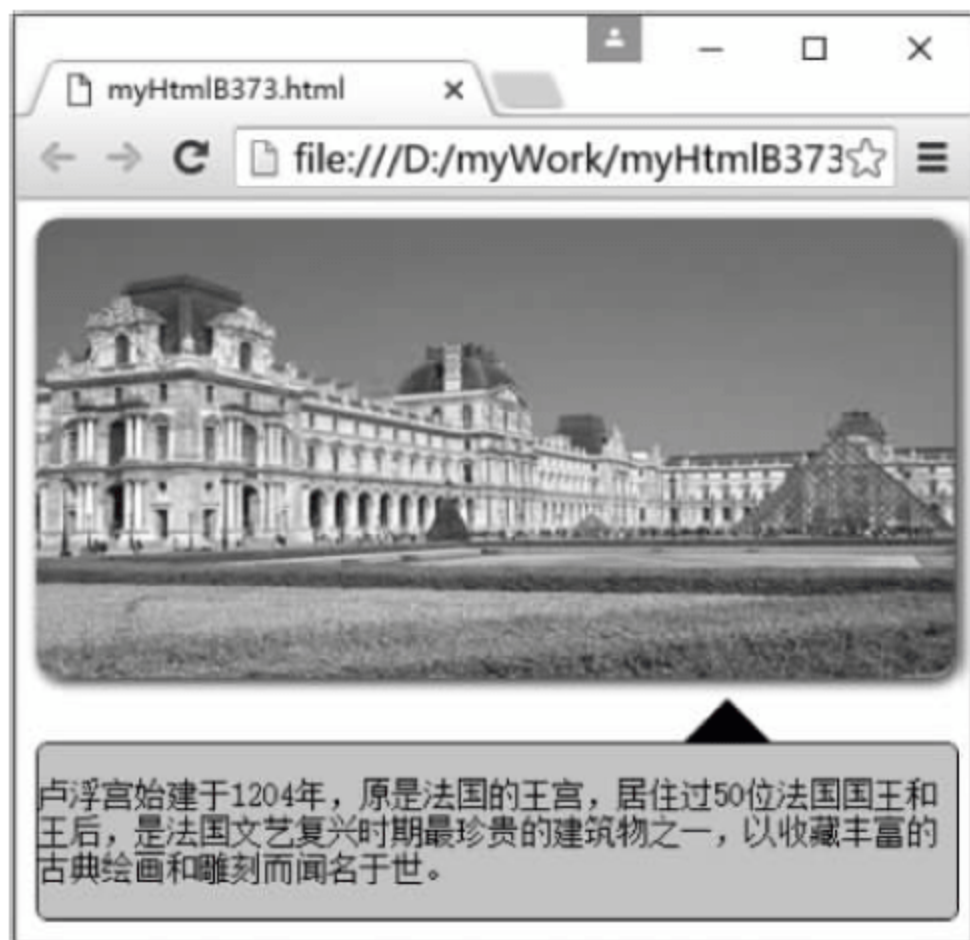 myHtmlB373.html
file:///D:/myWork/myHtmlB373
卢浮宫始建于1204年，原是法国的王宫，居住过50位法国国王和
王后，是法国文艺复兴时期最珍贵的建筑物之一，以收藏丰富的
古典绘画和雕刻而闻名于世。